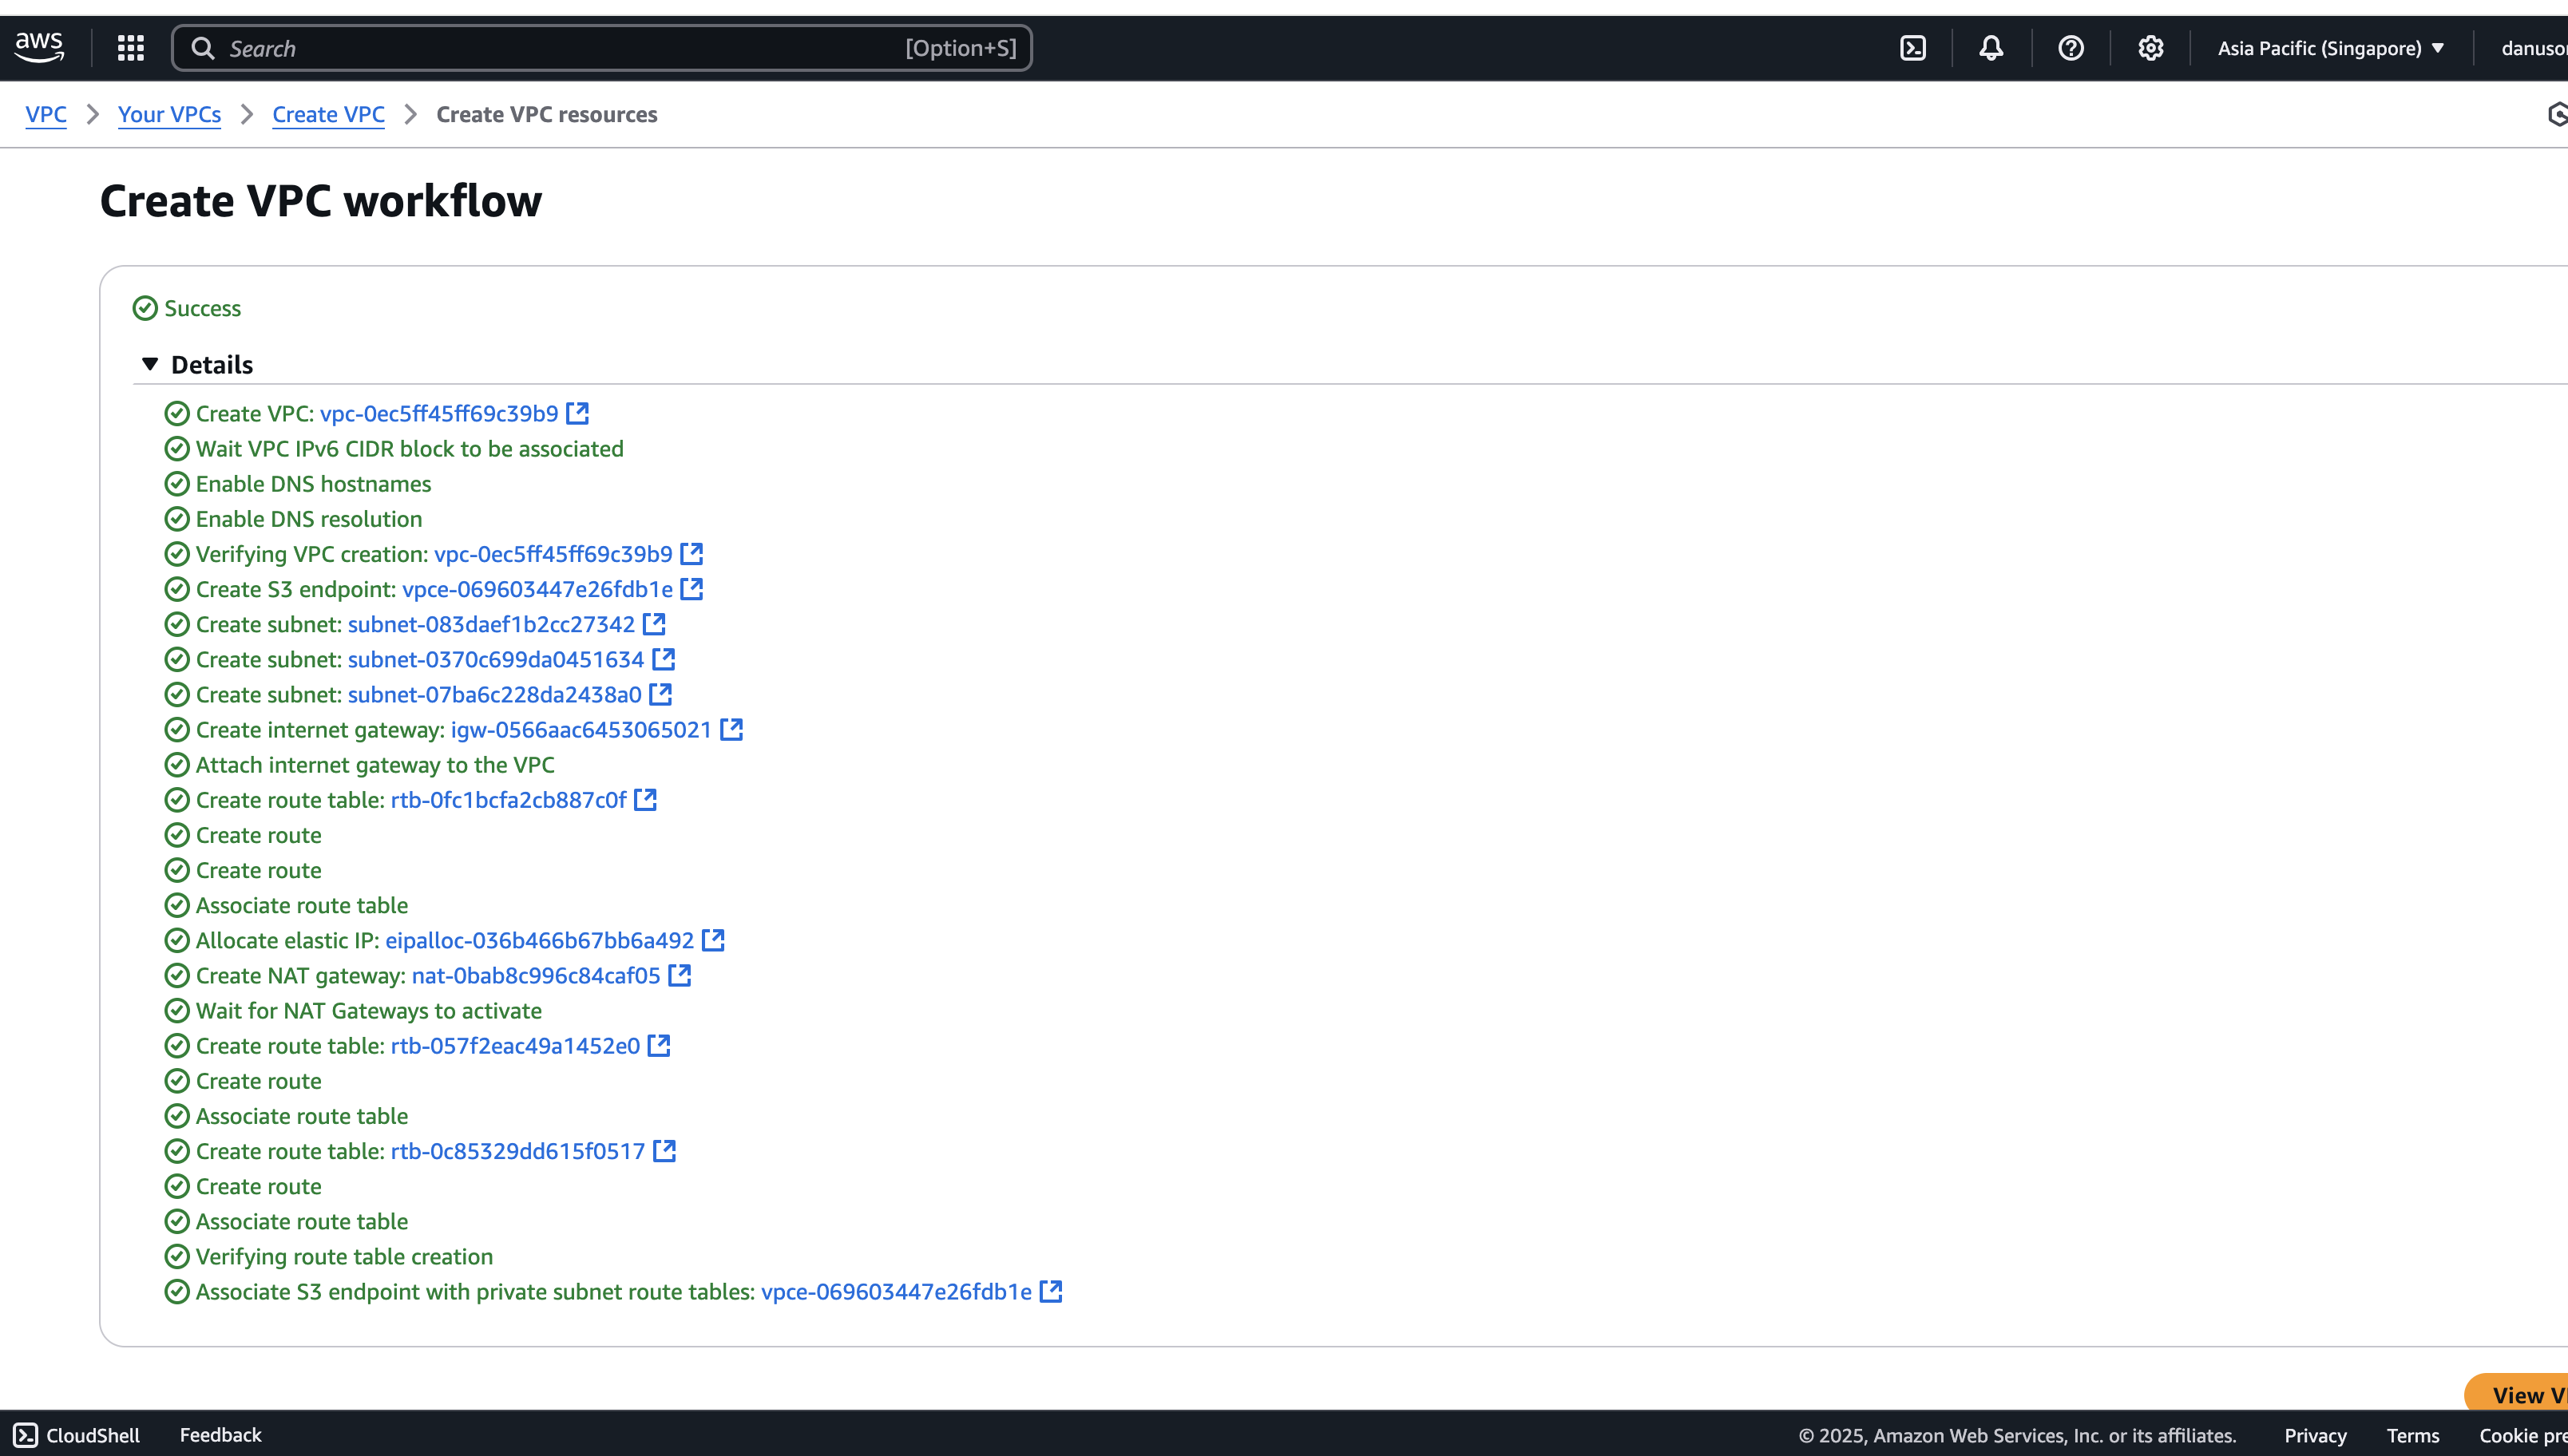 aws
Search [Option+S]
Asia Pacific (Singapore)
VPC Your VPCs Create VPC Create VPC resources
Create VPC workflow
Success
Details
Create VPC: vpc-0ec5ff45ff69c39b9
Wait VPC IPv6 CIDR block to be associated
Enable DNS hostnames
Enable DNS resolution
Verifying VPC creation: vpc-0ec5ff45ff69c39b9
Create S3 endpoint: vpce-069603447e26fdb1e
Create subnet: subnet-083daef1b2cc27342
Create subnet: subnet-0370c699da0451634
Create subnet: subnet-07ba6c228da2438a0
Create internet gateway: igw-0566aac6453065021
Attach internet gateway to the VPC
Create route table: rtb-0fc1bcfa2cb887c0f
Create route
Create route
Associate route table
Allocate elastic IP: eipalloc-036b466b67bb6a492
Create NAT gateway: nat-0bab8c996c84caf05
Wait for NAT Gateways to activate
Create route table: rtb-057f2eac49a1452e0
Create route
Associate route table
Create route table: rtb-0c85329dd615f0517
Create route
Associate route table
Verifying route table creation
Associate S3 endpoint with private subnet route tables: vpce-069603447e26fdb1e
View
CloudShell Feedback © 2025, Amazon Web Services, Inc. or its affiliates. Privacy Terms Cookie